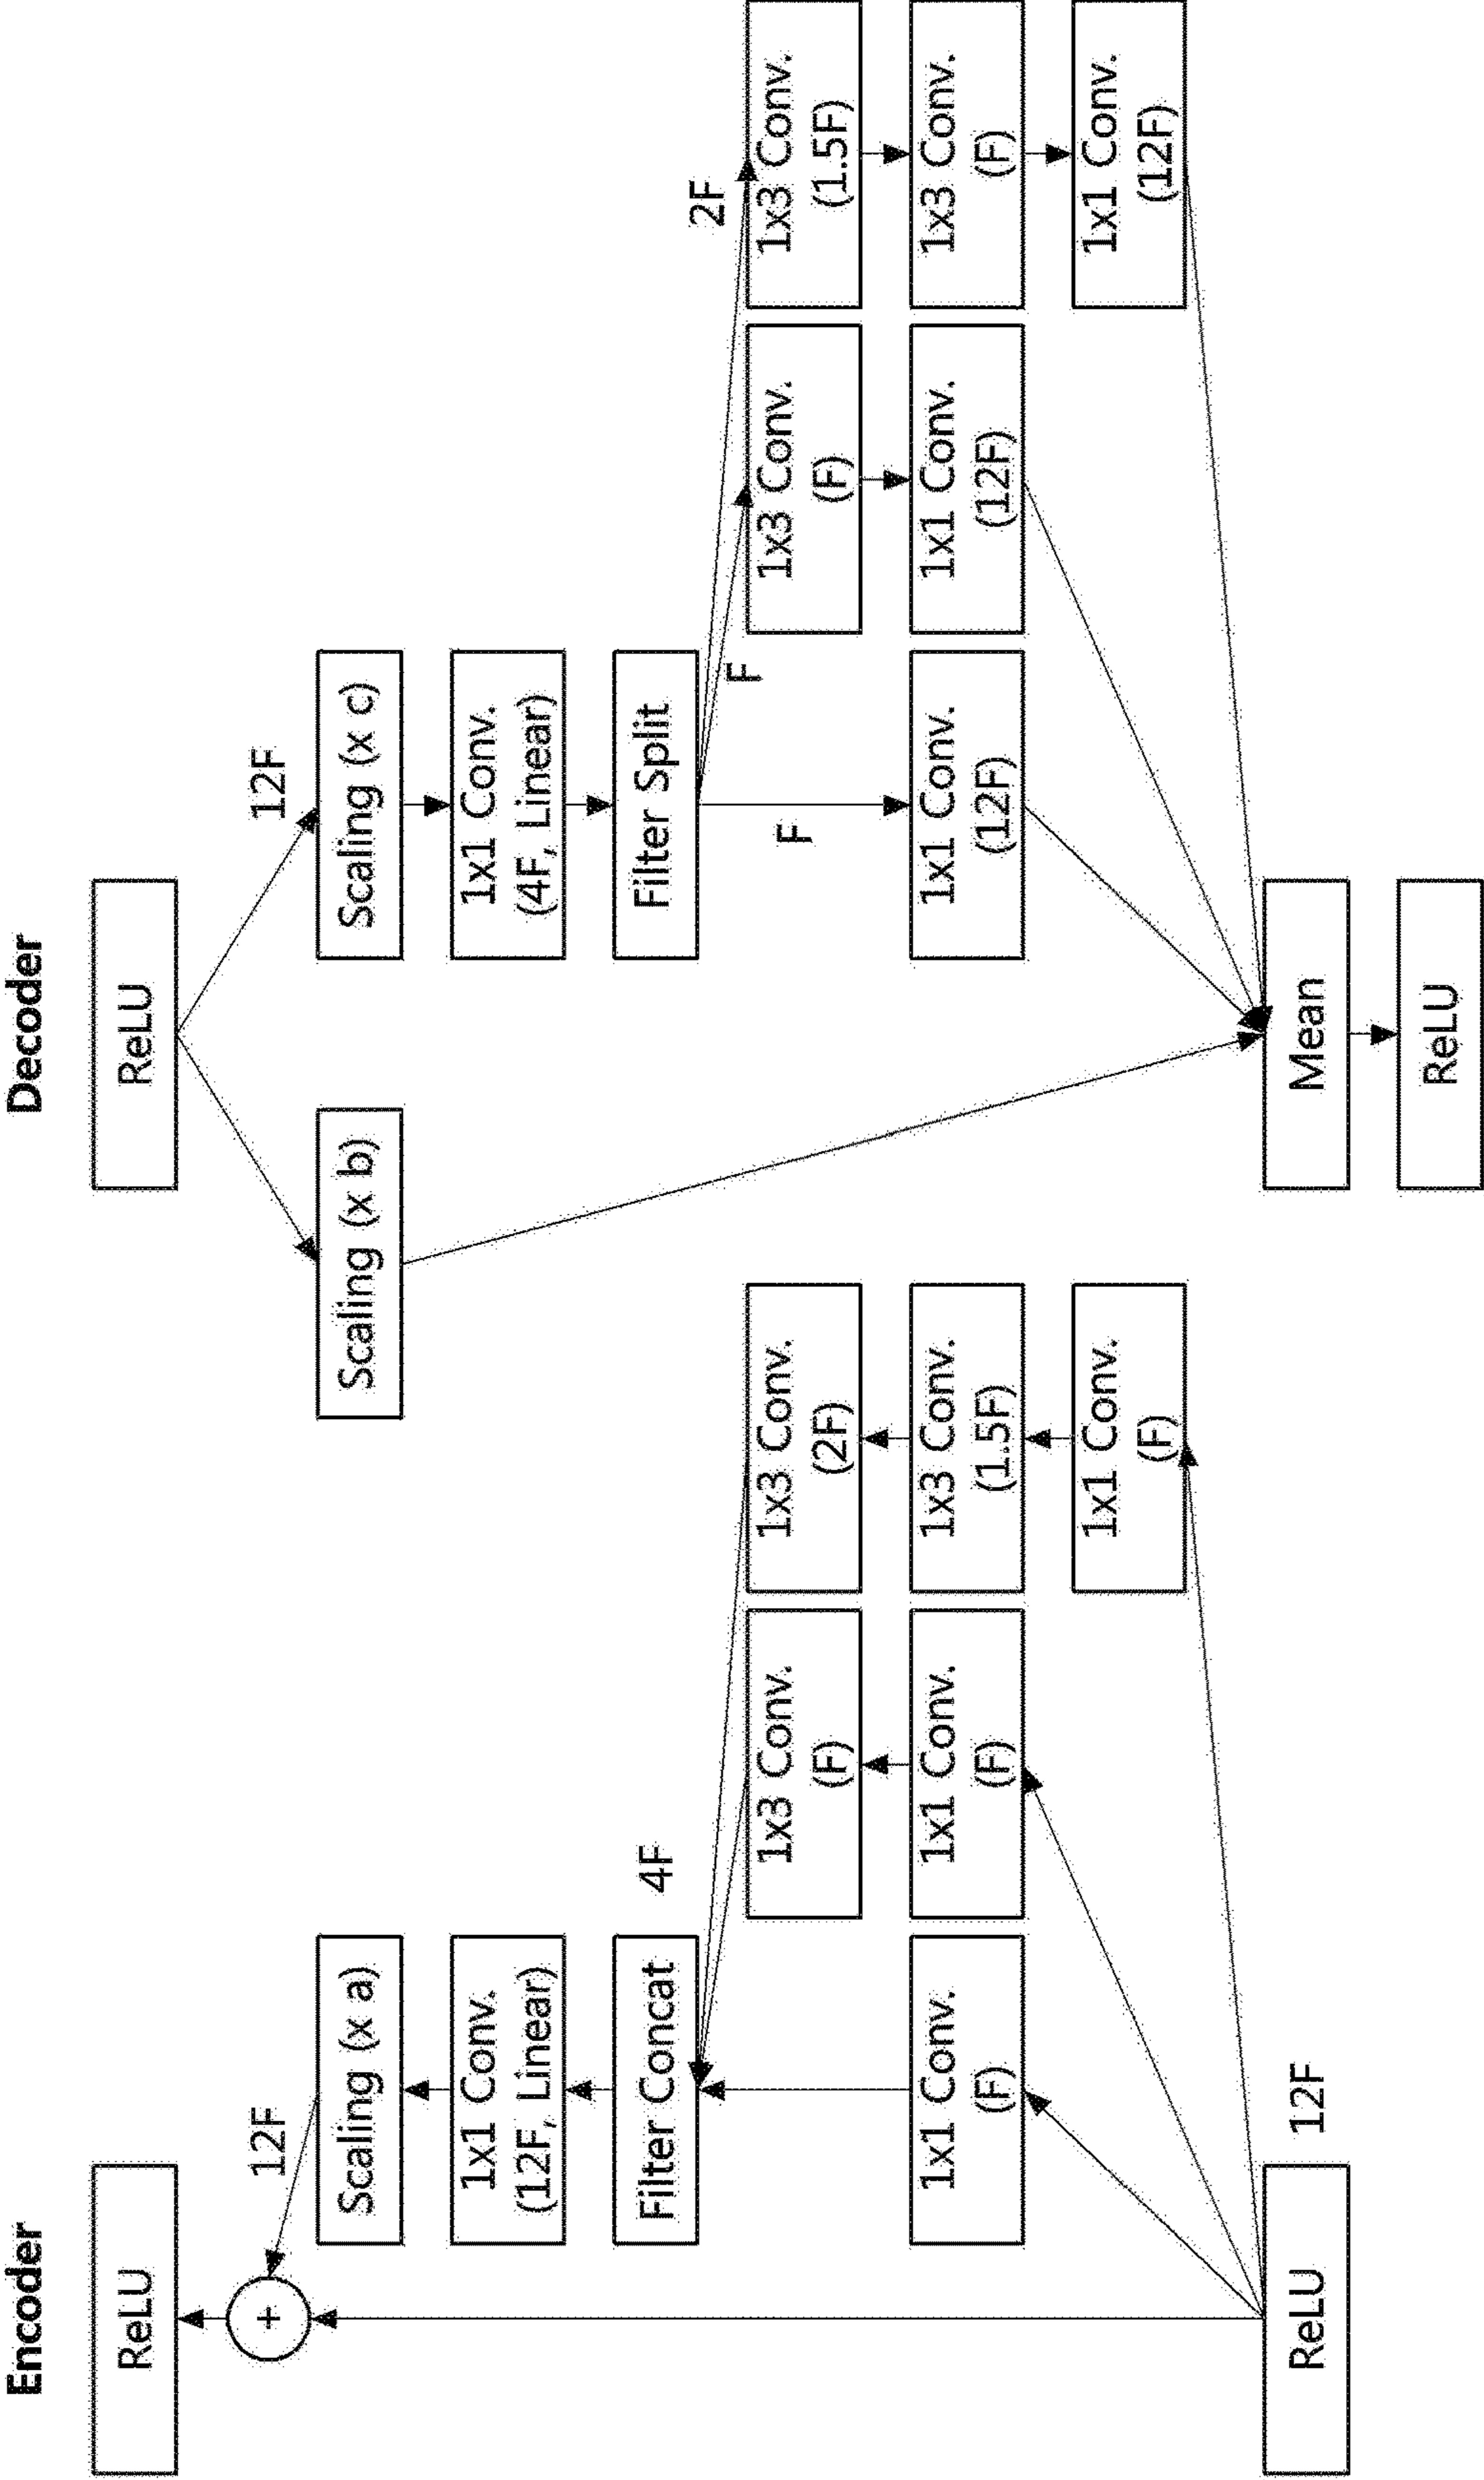 Encoder
ReLU
+
12F
Scaling (x a)
1x1 Conv.
(12F, Linear)
Filter Concat
4F
1x3 Conv.
(F)
1x3 Conv.
(2F)
1x1 Conv.
(F)
1x1 Conv.
(F)
1x3 Conv.
(1.5F)
1x1 Conv.
(F)
ReLU
12F
Decoder
ReLU
12F
Scaling (x b)
Scaling (x c)
1x1 Conv.
(4F, Linear)
Filter Split
2F
F
F
1x3 Conv.
(F)
1x3 Conv.
(1.5F)
1x1 Conv.
(12F)
1x1 Conv.
(12F)
1x3 Conv.
(F)
1x1 Conv.
(12F)
Mean
ReLU